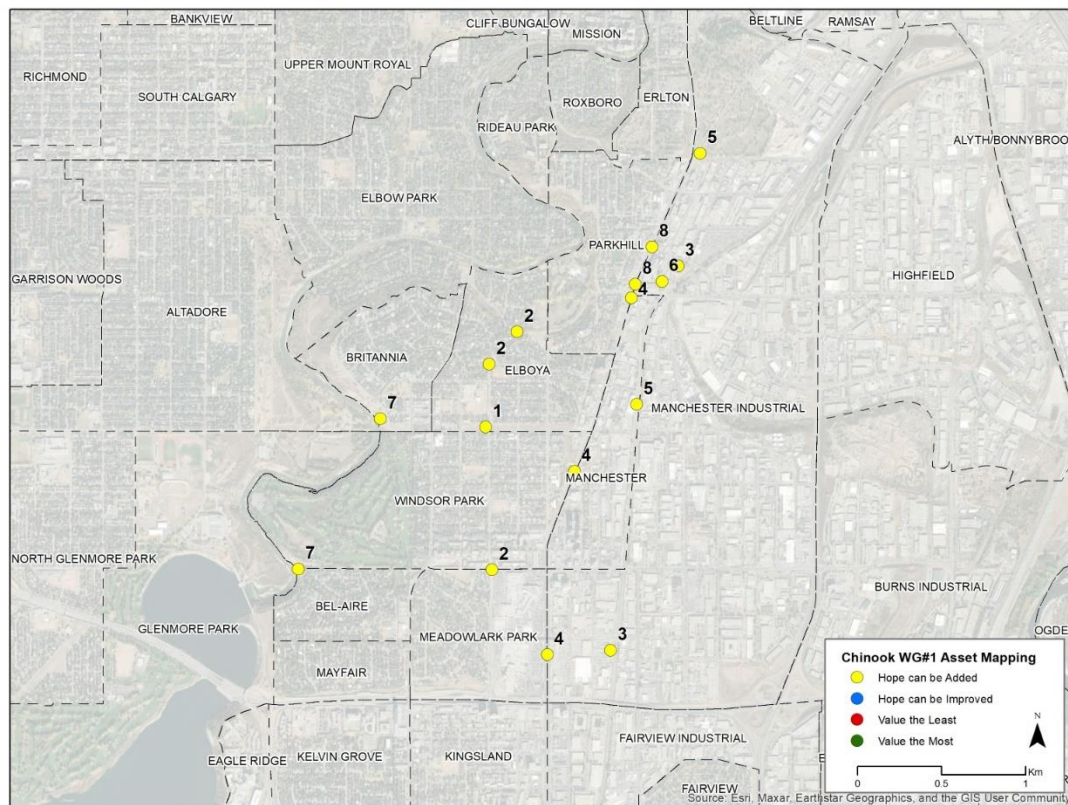 BANKVIEW
CLIFF BUNGALOW
MISSION
BELTLINE
RAMSAY
RICHMOND
UPPER MOUNT ROYAL
SOUTH CALGARY
ROXBORO
ERLTON
RIDEAU PARK
5
ALYTH/BONNYBROOK
ELBOW PARK
PARKHILL
8
3
6
8
4
GARRISON WOODS
ALTADORE
HIGHFIELD
2
BRITANNIA
2
ELBOYA
7
1
5
MANCHESTER INDUSTRIAL
4
MANCHESTER
WINDSOR PARK
NORTH GLENMORE PARK
7
2
BEL-AIRE
BURNS INDUSTRIAL
GLENMORE PARK
MEADOWLARK PARK
4
3
OGDE
MAYFAIR
Chinook WG#1 Asset Mapping
Hope can be Added
Hope can be Improved
Value the Least
Value the Most
N
0 0.5 1
Km
EAGLE RIDGE
KELVIN GROVE
KINGSLAND
FAIRVIEW INDUSTRIAL
FAIRVIEW
Source: Esri, Maxar, Earthstar Geographics, and the GIS User Community